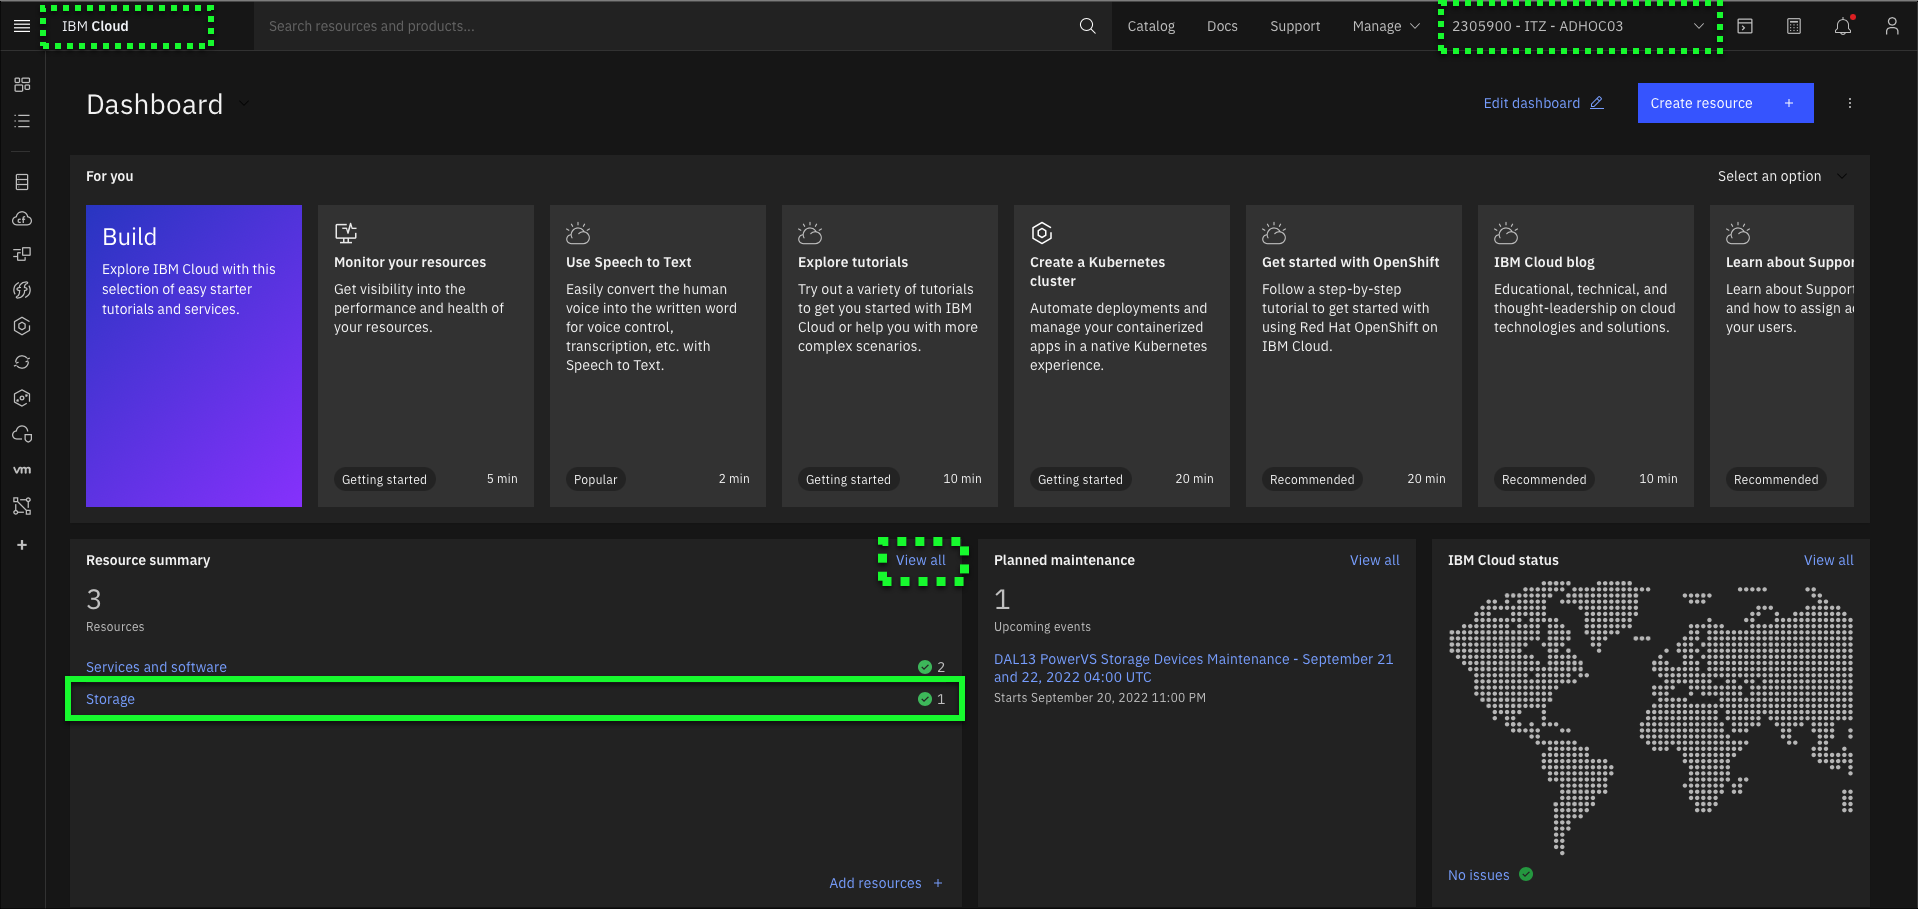 IBM Cloud
Search resources and products...
Catalog
Docs
Support
Manage
2305900 - ITZ - ADHOC03
Dashboard
Edit dashboard
Create resource +
For you
Select an option
Build
Explore IBM Cloud with this
selection of easy starter
tutorials and services.
Monitor your resources
Get visibility into the
performance and health of
your resources.
Getting started
5 min
Use Speech to Text
Easily convert the human
voice into the written word
for voice control,
transcription, etc. with
Speech to Text.
Popular
2 min
Explore tutorials
Try out a variety of tutorials
to get you started with IBM
Cloud or help you with more
complex scenarios.
Getting started
10 min
Create a Kubernetes
cluster
Automate deployments and
manage your containerized
apps in a native Kubernetes
experience.
Getting started
20 min
Get started with OpenShift
Follow a step-by-step
tutorial to get started with
using Red Hat OpenShift on
IBM Cloud.
Recommended
20 min
IBM Cloud blog
Educational, technical, and
thought-leadership on cloud
technologies and solutions.
Recommended
10 min
Learn about Suppor
Learn about Support
and how to assign a
your users.
Recommended
cf
vm
+
Resource summary
View all
3
Resources
Services and software
2
Storage
1
Add resources +
Planned maintenance
View all
1
Upcoming events
DAL13 PowerVS Storage Devices Maintenance - September 21
and 22, 2022 04:00 UTC
Starts September 20, 2022 11:00 PM
IBM Cloud status
View all
No issues